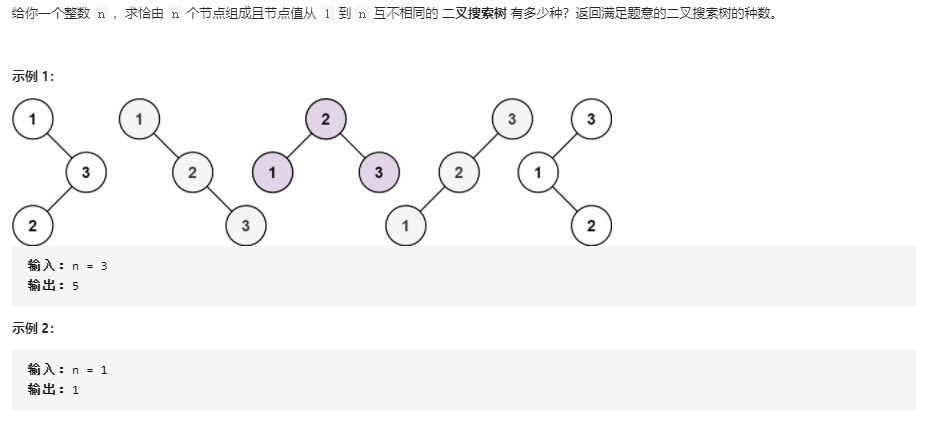 给你一个整数 n ，求恰由 n 个节点组成且节点值从 1 到 n 互不相同的 二叉搜索树 有多少种？返回满足题意的二叉搜索树的种数。
示例 1：
1 1 2 3 3
3 2 1 3 2 1
2 3 1 2
输入：n = 3
输出：5
示例 2：
输入：n = 1
输出：1